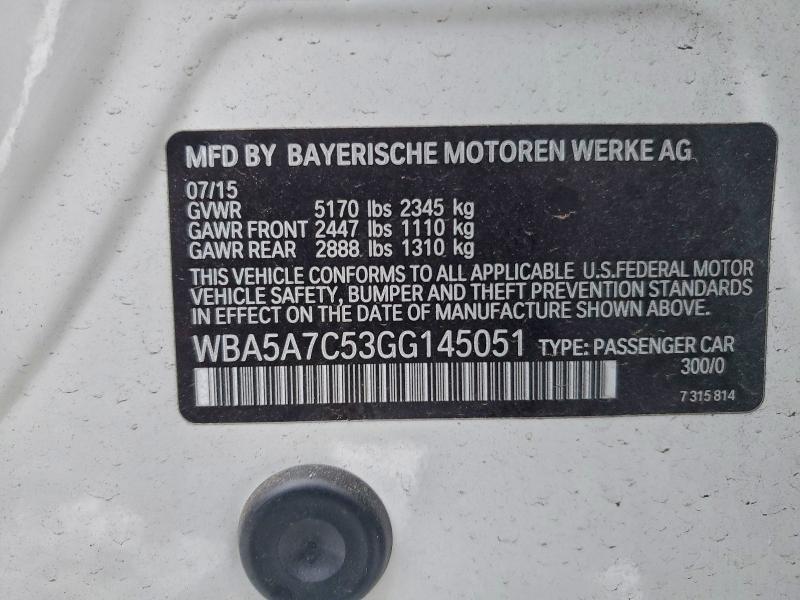 MFD BY BAYERISCHE MOTOREN WERKE AG
07/15
GVWR 5170 lbs 2345 kg
GAWR FRONT 2447 lbs 1110 kg
GAWR REAR 2888 lbs 1310 kg
THIS VEHICLE CONFORMS TO ALL APPLICABLE U.S.FEDERAL MOTOR
VEHICLE SAFETY, BUMPER AND THEFT PREVENTION STANDARDS
IN EFFECT ON THE DATE OF MANUFACTURE SHOWN ABOVE.
WBA5A7C53GG145051 TYPE: PASSENGER CAR
300/0
7 315 814